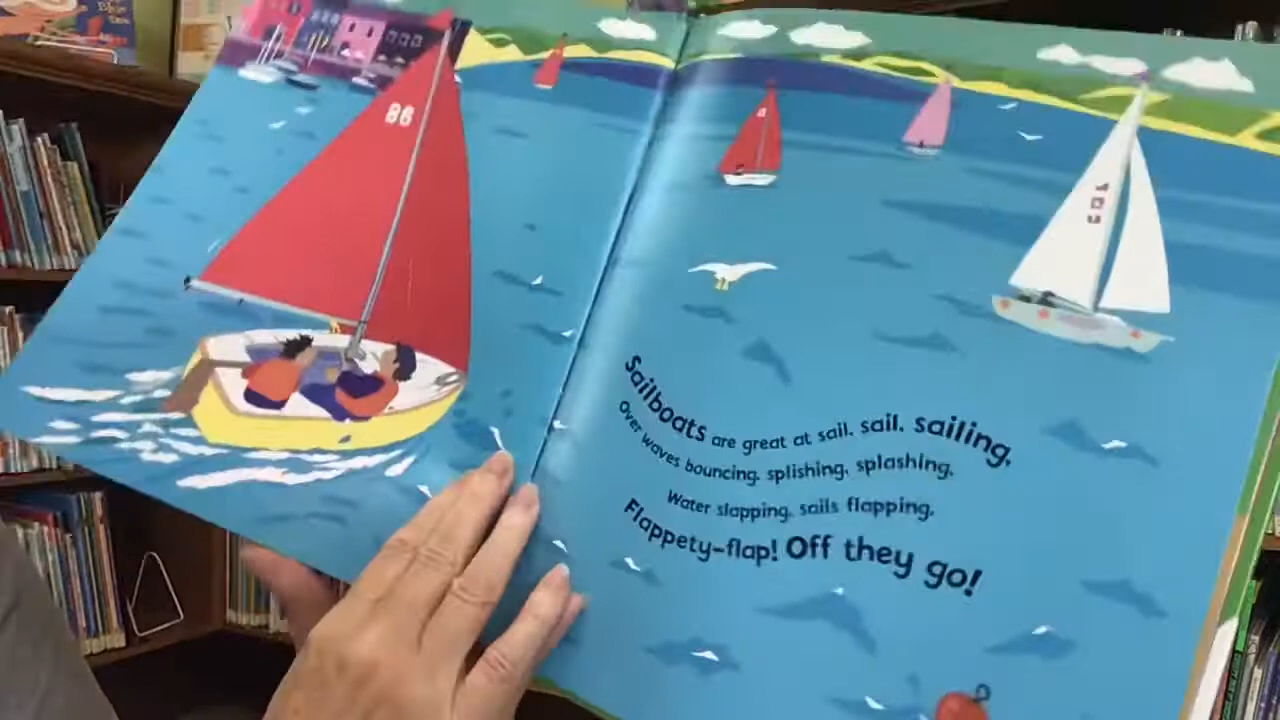 86
Sailboats are great at sail, sail, sailing,
Over waves bouncing, splishing, splashing,
Water slapping, sails flapping,
Flappety-flap! Off they go!